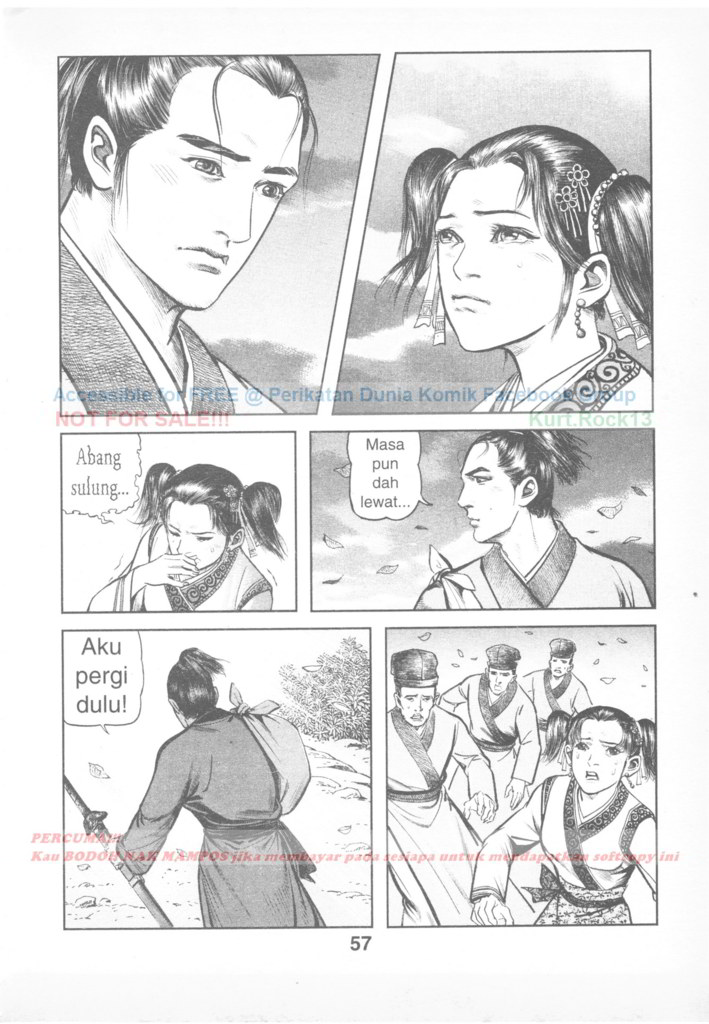 Accessible for FREE @ Perikatan Dunia Komik Facebook Group
NOT FOR SALE!!!
Kurt.Rock13
Abang
sulung...
Masa
pun
dah
lewat...
Aku
pergi
dulu!
PERCUMA!!!
Kau BODOH NAK MAMPOS jika membayar pada sesiapa untuk mendapatkan softcopy ini
57